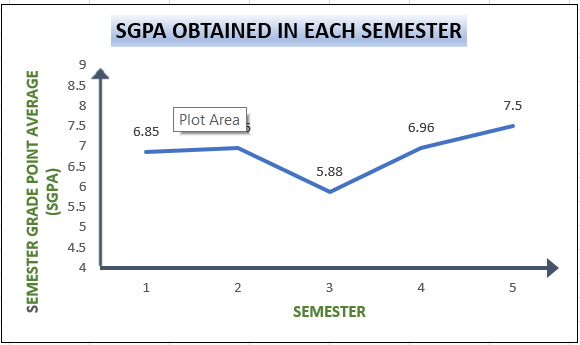 SGPA OBTAINED IN EACH SEMESTER
9
8.5
8
7.5
7
6.5
6
5.5
5
4.5
4
SEMESTER GRADE POINT AVERAGE
(SGPA)
6.85
Plot Area
5.88
6.96
7.5
1 2 3 4 5
SEMESTER